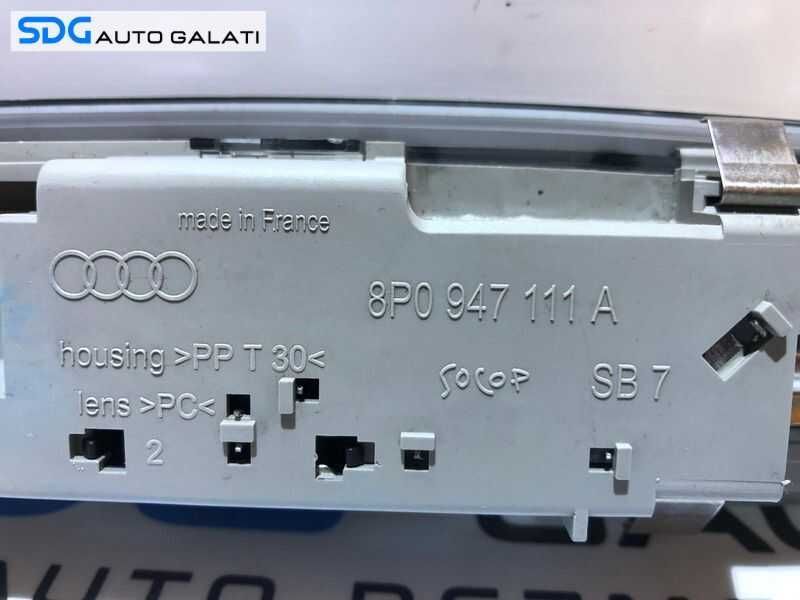 SDG AUTO GALATI
made in France
8P0 947 111 A
housing >PP T 30<
SOCOP
SB 7
lens >PC<
2